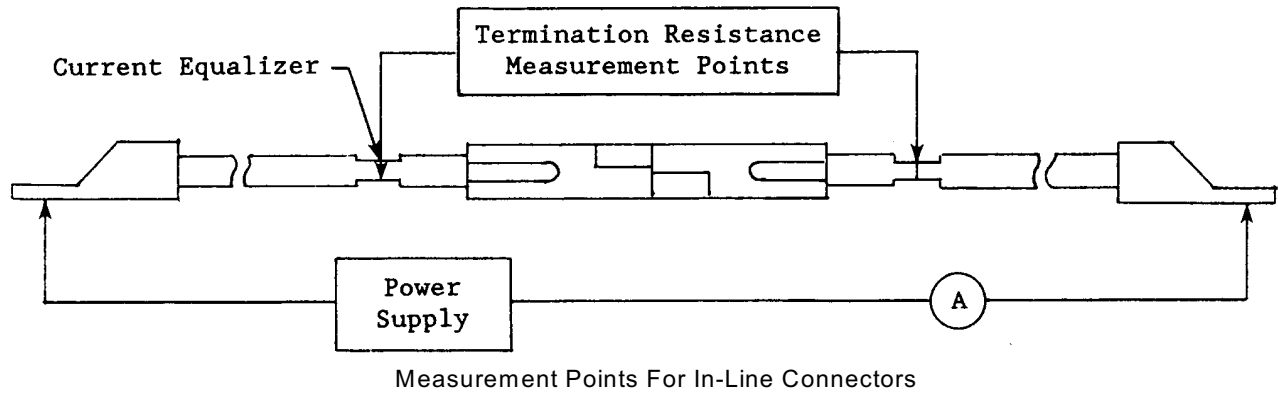 Termination Resistance
Measurement Points
Current Equalizer
Power
Supply
A
Measurement Points For In-Line Connectors